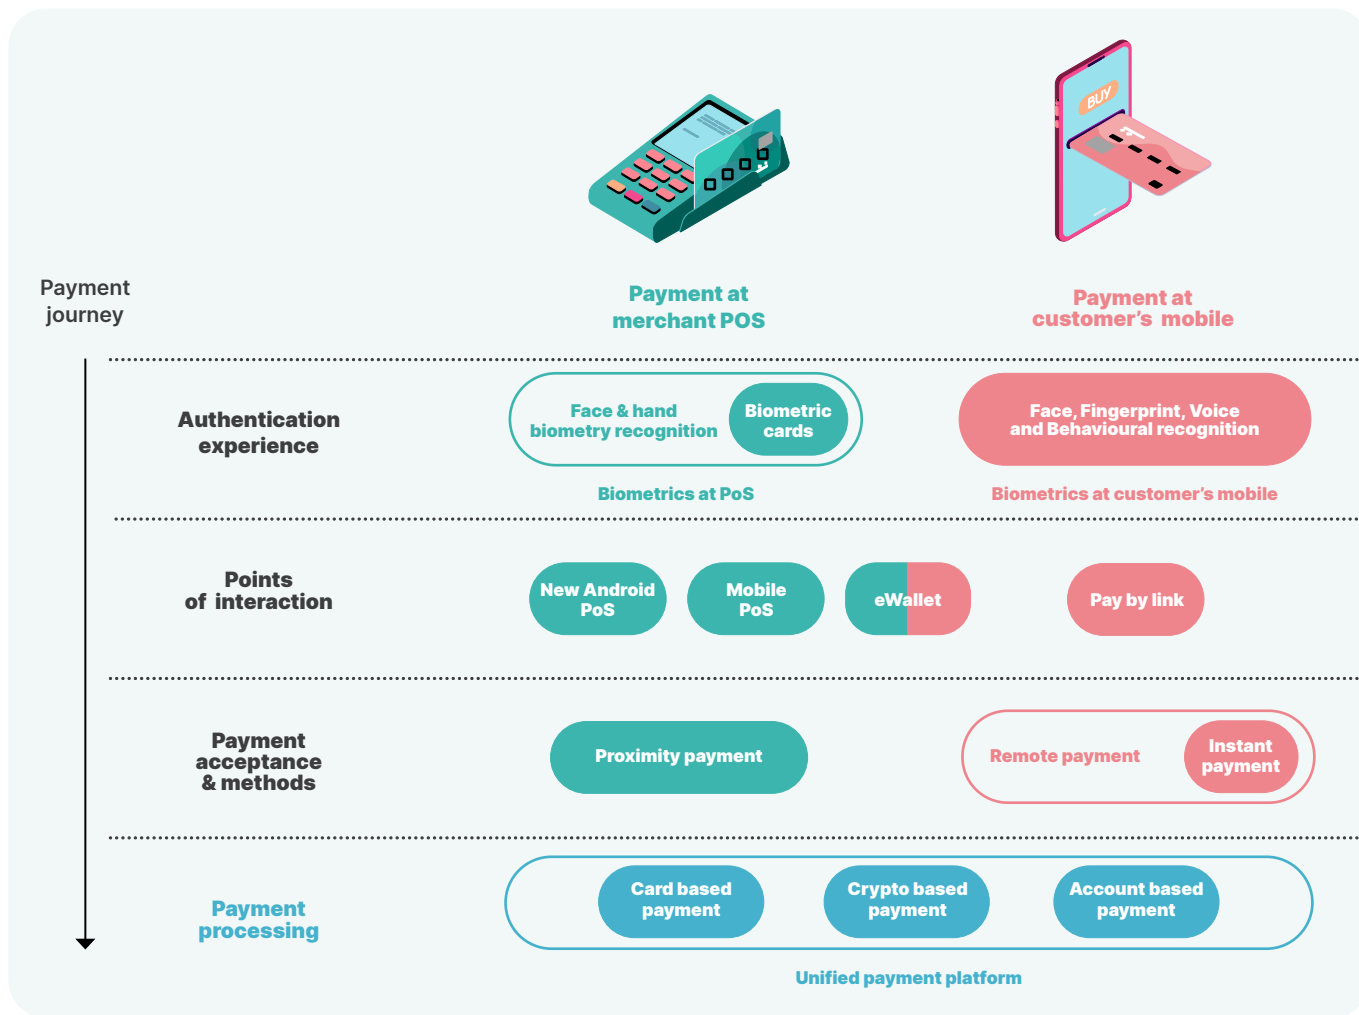 BUY
Payment
journey
Payment at
merchant POS
Payment at
customer's mobile
Authentication
experience
Face & hand
biometry recognition
Biometric
cards
Face, Fingerprint, Voice
and Behavioural recognition
Biometrics at PoS
Biometrics at customer's mobile
Points
of interaction
New Android
PoS
Mobile
PoS
eWallet
Pay by link
Payment
acceptance
& methods
Proximity payment
Remote payment
Instant
payment
Payment
processing
Card based
payment
Crypto based
payment
Account based
payment
Unified payment platform